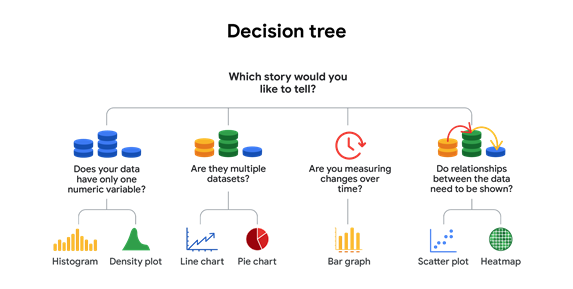 Decision tree
Which story would you
like to tell?
Does your data
have only one
numeric variable?
Are they multiple
datasets?
Are you measuring
changes over
time?
Do relationships
between the data
need to be shown?
Histogram
Density plot
Line chart
Pie chart
Bar graph
Scatter plot
Heatmap